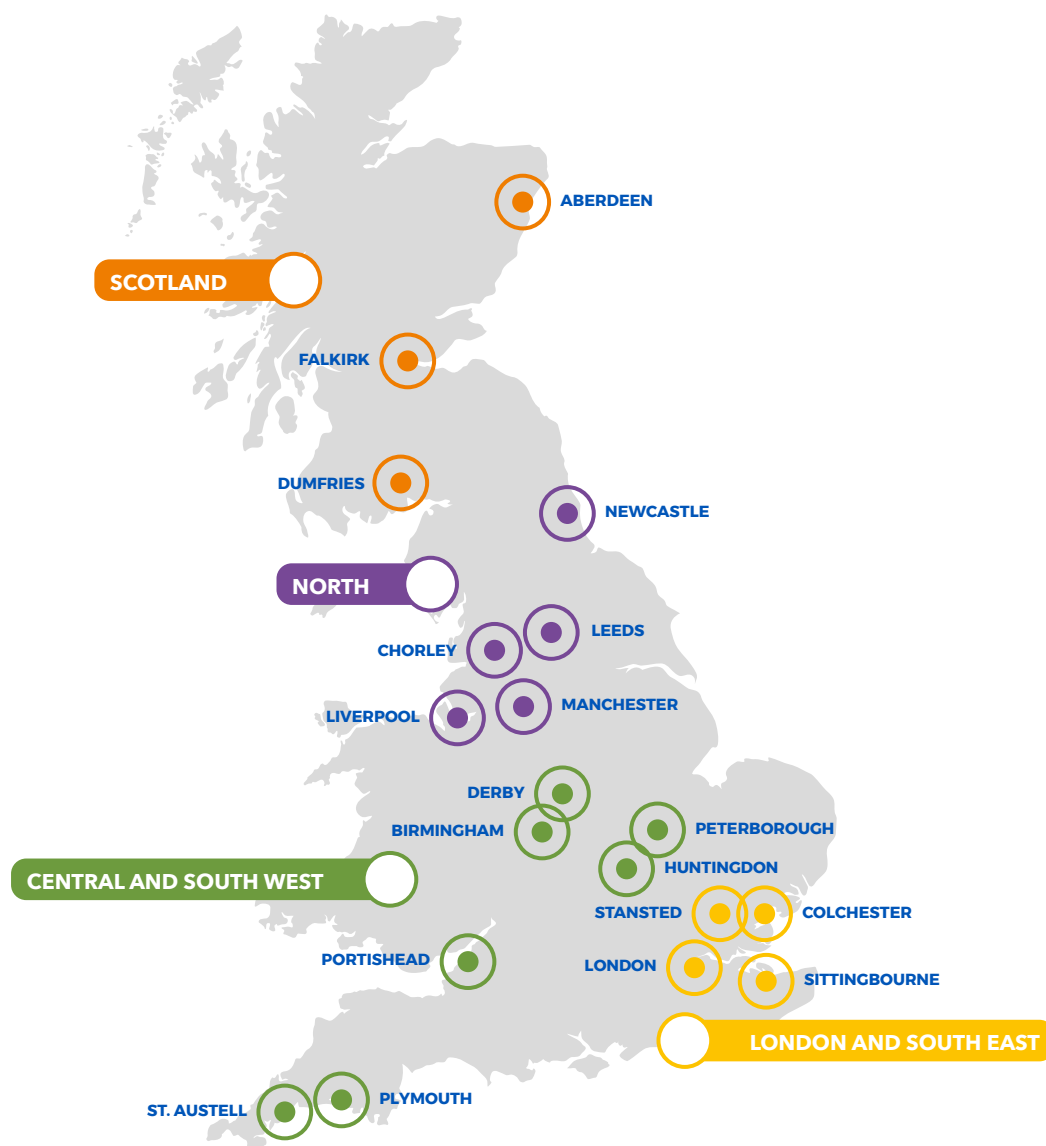 ABERDEEN
SCOTLAND
FALKIRK
DUMFRIES
NEWCASTLE
NORTH
LEEDS
CHORLEY
MANCHESTER
LIVERPOOL
DERBY
PETERBOROUGH
BIRMINGHAM
HUNTINGDON
CENTRAL AND SOUTH WEST
STANSTED
COLCHESTER
PORTISHEAD
LONDON
SITTINGBOURNE
LONDON AND SOUTH EAST
PLYMOUTH
ST. AUSTELL